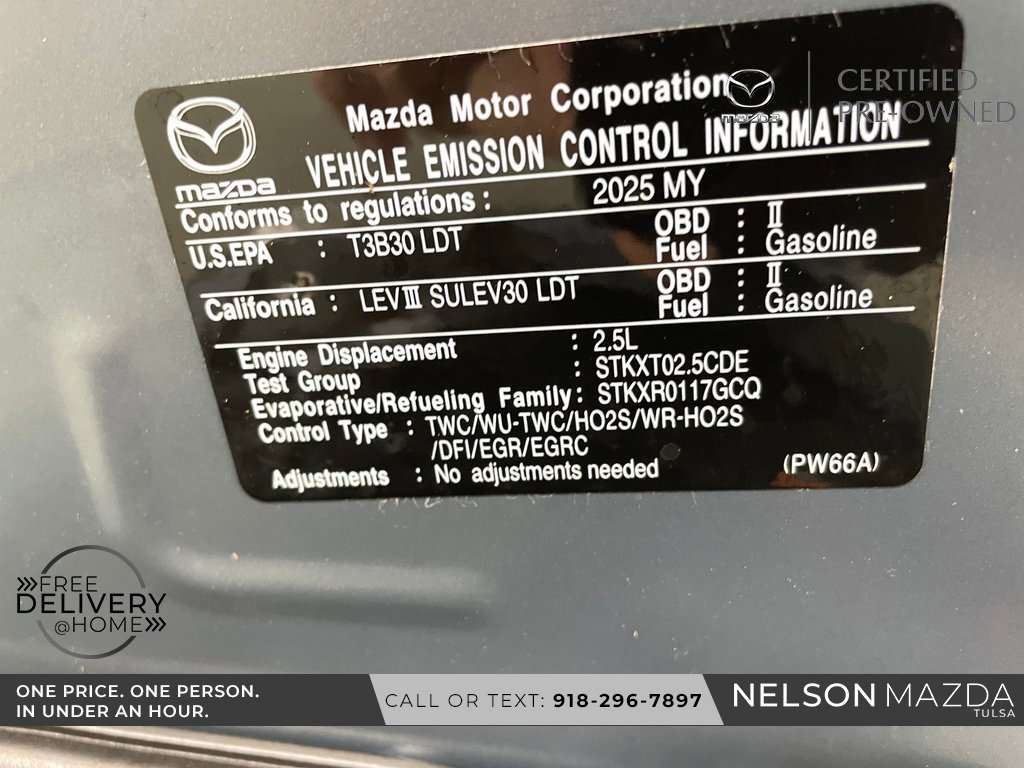 CERTIFIED
PRE-OWNED
mazda
Mazda Motor Corporation
VEHICLE EMISSION CONTROL INFORMATION
mazda
Conforms to regulations : 2025 MY
U.S.EPA : T3B30 LDT OBD : II
Fuel : Gasoline
California : LEVIII SULEV30 LDT OBD : II
Fuel : Gasoline
Engine Displacement : 2.5L
Test Group : STKXT02.5CDE
Evaporative/Refueling Family : STKXR0117GCQ
Control Type : TWC/WU-TWC/HO2S/WR-HO2S
/DFI/EGR/EGRC
Adjustments : No adjustments needed (PW66A)
FREE
DELIVERY
@HOME
ONE PRICE. ONE PERSON.
IN UNDER AN HOUR.
CALL OR TEXT: 918-296-7897
NELSON MAZDA
TULSA